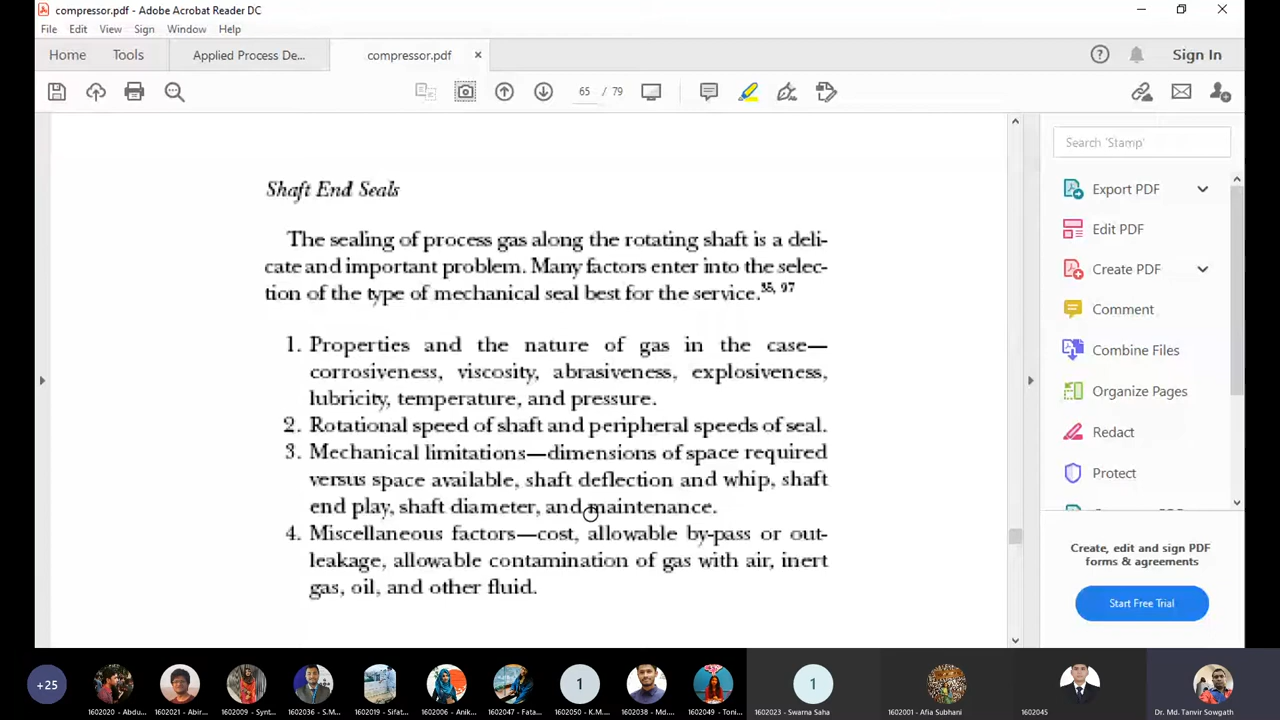 compressor.pdf - Adobe Acrobat Reader DC
File Edit View Sign Window Help
Home Tools Applied Process De... compressor.pdf × Sign In
65 / 79
Shaft End Seals
The sealing of process gas along the rotating shaft is a deli-
cate and important problem. Many factors enter into the selec-
tion of the type of mechanical seal best for the service.35, 97
1. Properties and the nature of gas in the case—
corrosiveness, viscosity, abrasiveness, explosiveness,
lubricity, temperature, and pressure.
2. Rotational speed of shaft and peripheral speeds of seal.
3. Mechanical limitations—dimensions of space required
versus space available, shaft deflection and whip, shaft
end play, shaft diameter, and maintenance.
4. Miscellaneous factors—cost, allowable by-pass or out-
leakage, allowable contamination of gas with air, inert
gas, oil, and other fluid.
Search 'Stamp'
Export PDF
Edit PDF
Create PDF
Comment
Combine Files
Organize Pages
Redact
Protect
Create, edit and sign PDF
forms & agreements
Start Free Trial
+25 1 1
1602020 - Abdu... 1602021 - Abir... 1602009 - Synt... 1602036 - S.M... 1602019 - Sifat... 1602006 - Anik... 1602047 - Fata... 1602050 - K.M... 1602038 - Md... 1602049 - Toni... 1602023 - Swarna Saha 1602001 - Afia Subhani 1602045 Dr. Md. Tanvir Sowgath